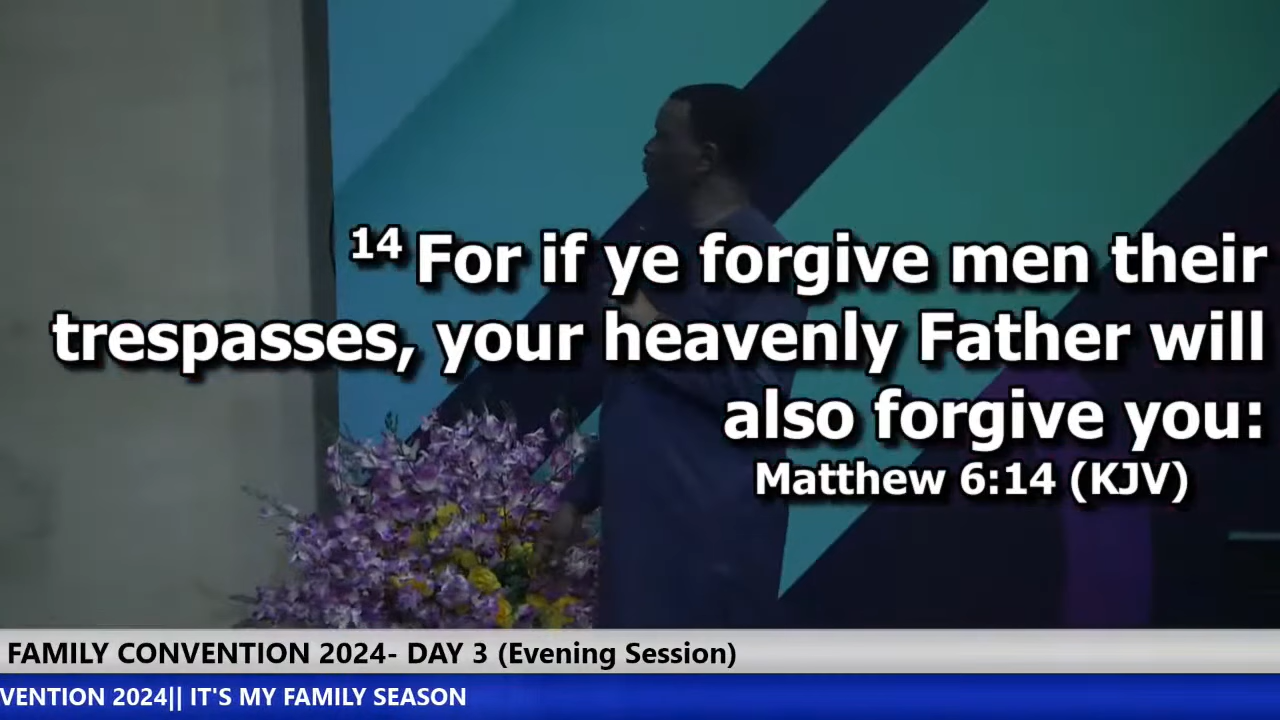 14 For if ye forgive men their
trespasses, your heavenly Father will
also forgive you:
Matthew 6:14 (KJV)
FAMILY CONVENTION 2024- DAY 3 (Evening Session)
VENTION 2024|| IT'S MY FAMILY SEASON